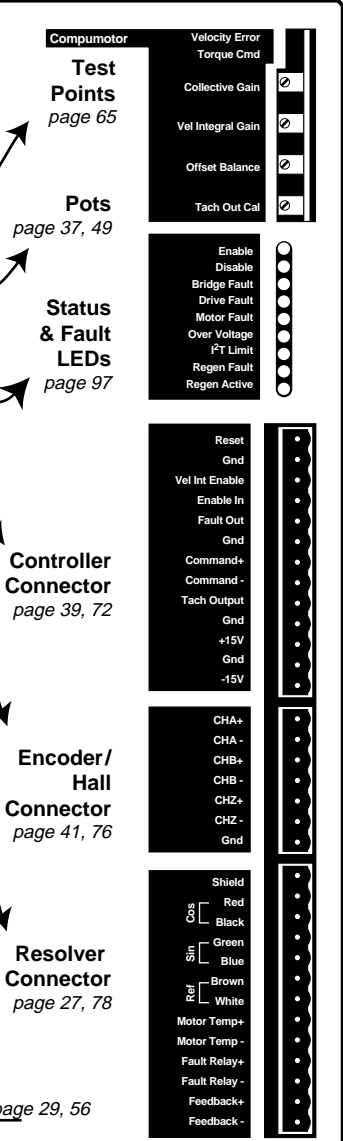 Compumotor
Velocity Error
Torque Cmd
Collective Gain
Vel Integral Gain
Offset Balance
Tach Out Cal
Test
Points
page 65
Pots
page 37, 49
Enable
Disable
Bridge Fault
Drive Fault
Motor Fault
Over Voltage
I²T Limit
Regen Fault
Regen Active
Status
& Fault
LEDs
page 97
Reset
Gnd
Vel Int Enable
Enable In
Fault Out
Gnd
Command+
Command -
Tach Output
Gnd
+15V
Gnd
-15V
Controller
Connector
page 39, 72
CHA+
CHA -
CHB+
CHB -
CHZ+
CHZ -
Gnd
Encoder/
Hall
Connector
page 41, 76
Shield
Cos
Red
Black
Sin
Green
Blue
Ref
Brown
White
Motor Temp+
Motor Temp -
Fault Relay+
Fault Relay -
Feedback+
Feedback -
Resolver
Connector
page 27, 78
page 29, 56